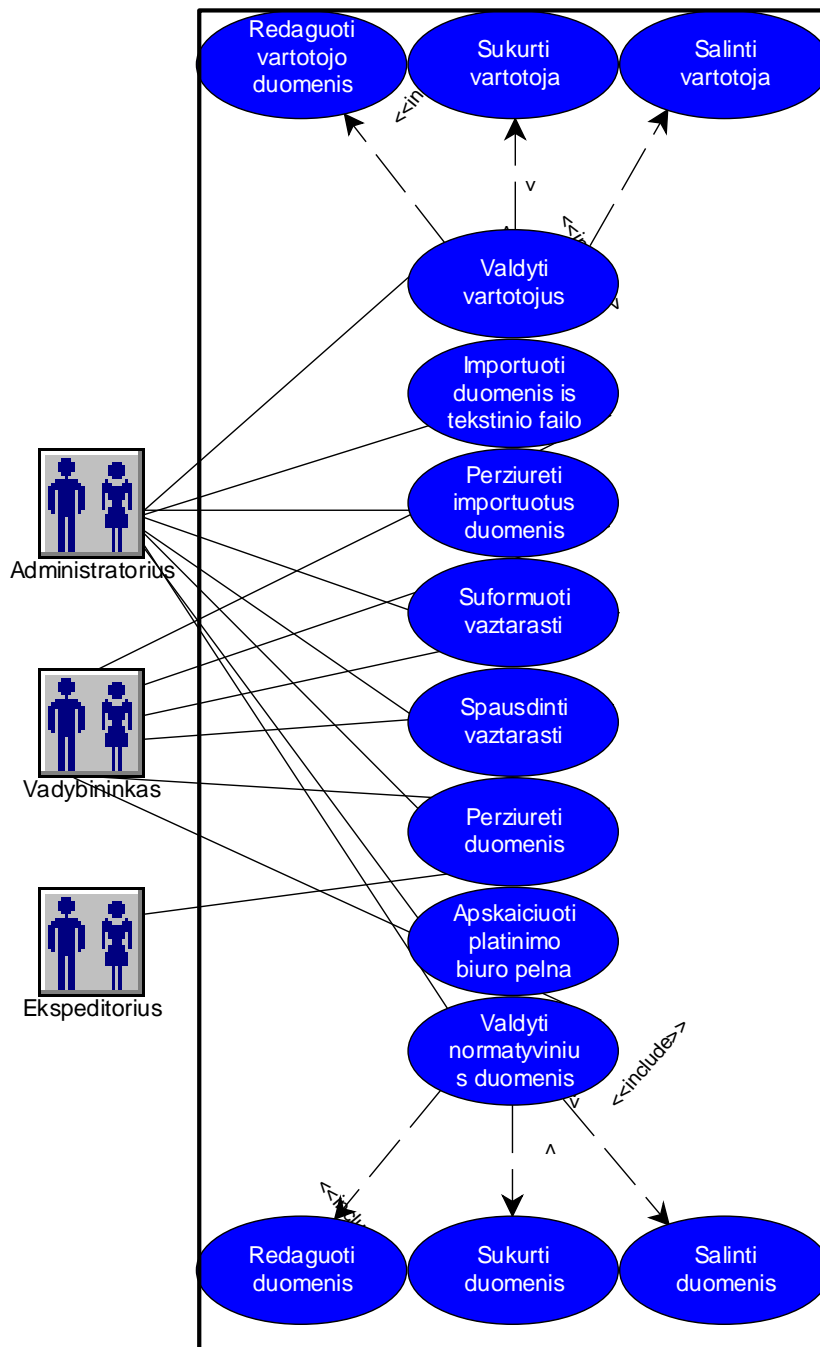 Redaguoti
vartotojo
duomenis
Sukurti
vartotoja
Salinti
vartotoja
Valdyti
vartotojus
Importuoti
duomenis is
tekstinio failo
Perziureti
importuotus
duomenis
Administratorius
Suformuoti
vaztarasti
Spausdinti
vaztarasti
Vadybininkas
Perziureti
duomenis
Apskaiciuoti
platinimo
biuro pelna
Ekspeditorius
Valdyti
normatyviniu
s duomenis
<<include>>
Redaguoti
duomenis
Sukurti
duomenis
Salinti
duomenis